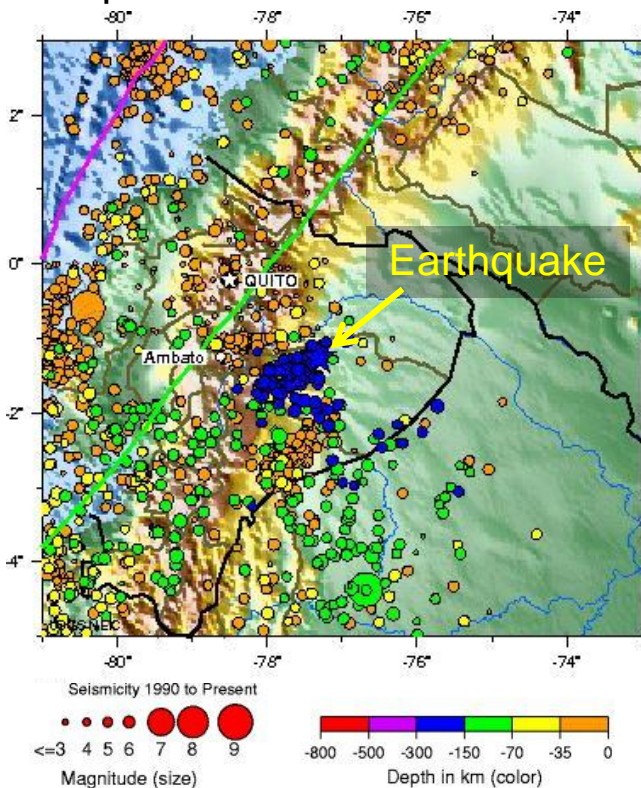 -80° -78° -76° -74°
2°
0°
Earthquake
QUITO
Ambato
-2°
-4°
-80° -78° -76° -74°
Seismicity 1990 to Present
<=3 4 5 6 7 8 9
Magnitude (size)
-800 -500 -300 -150 -70 -35 0
Depth in km (color)